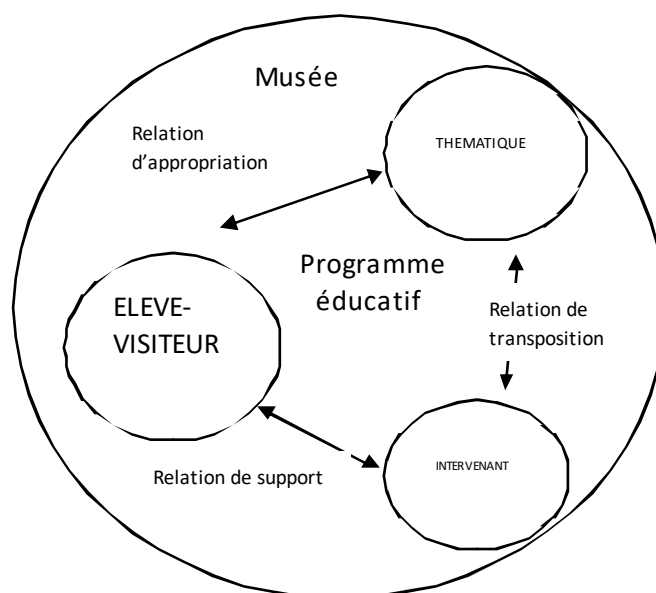 Musée
Relation
d’appropriation
THEMATIQUE
Programme
éducatif
ELEVE-
VISITEUR
Relation de
transposition
Relation de support
INTERVENANT